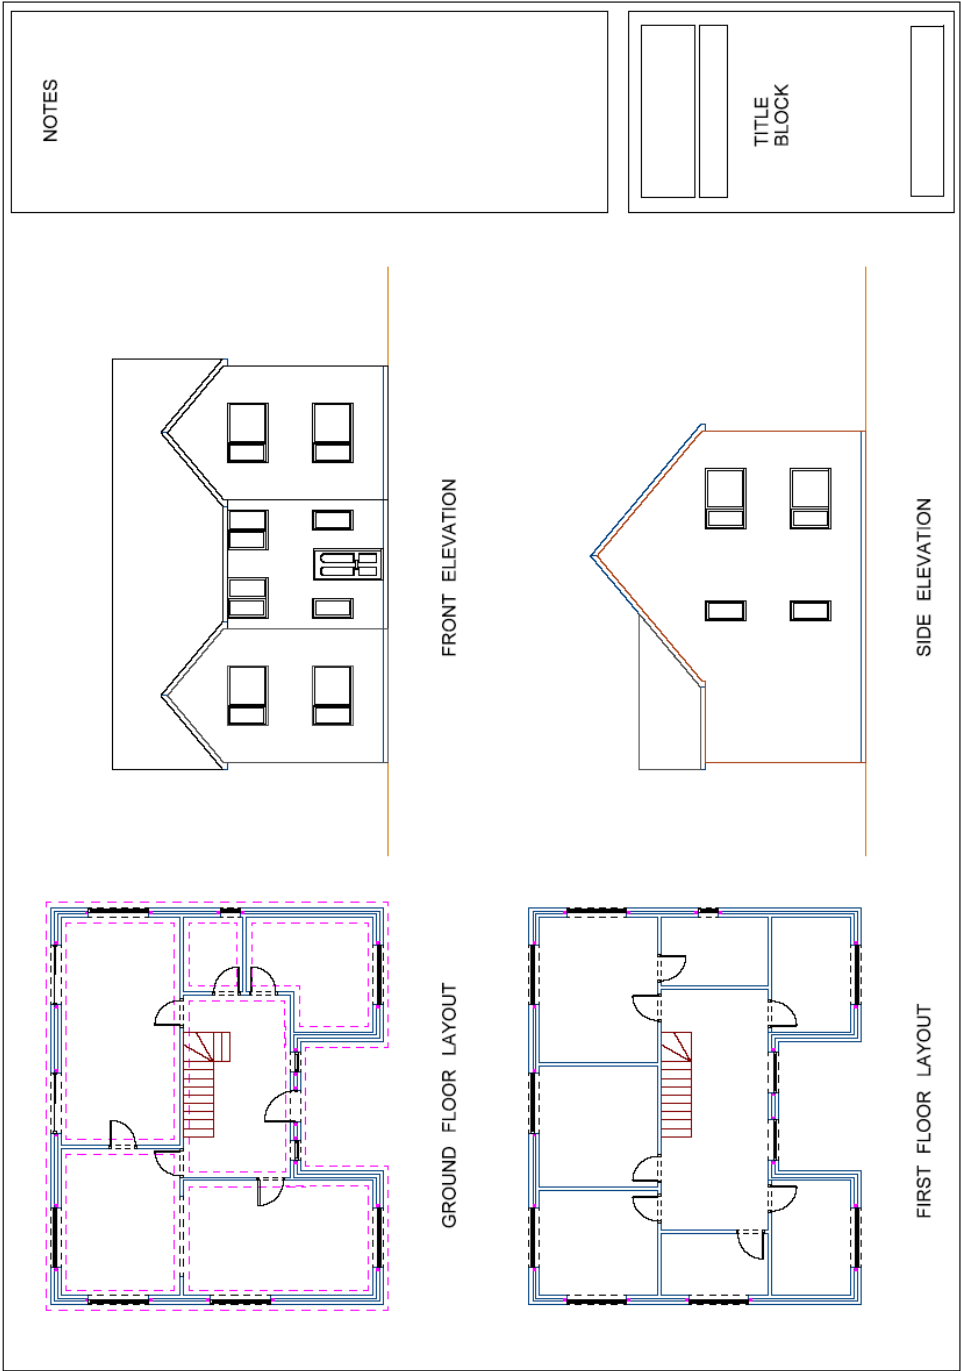 GROUND FLOOR LAYOUT
FRONT ELEVATION
NOTES
FIRST FLOOR LAYOUT
SIDE ELEVATION
TITLE
BLOCK